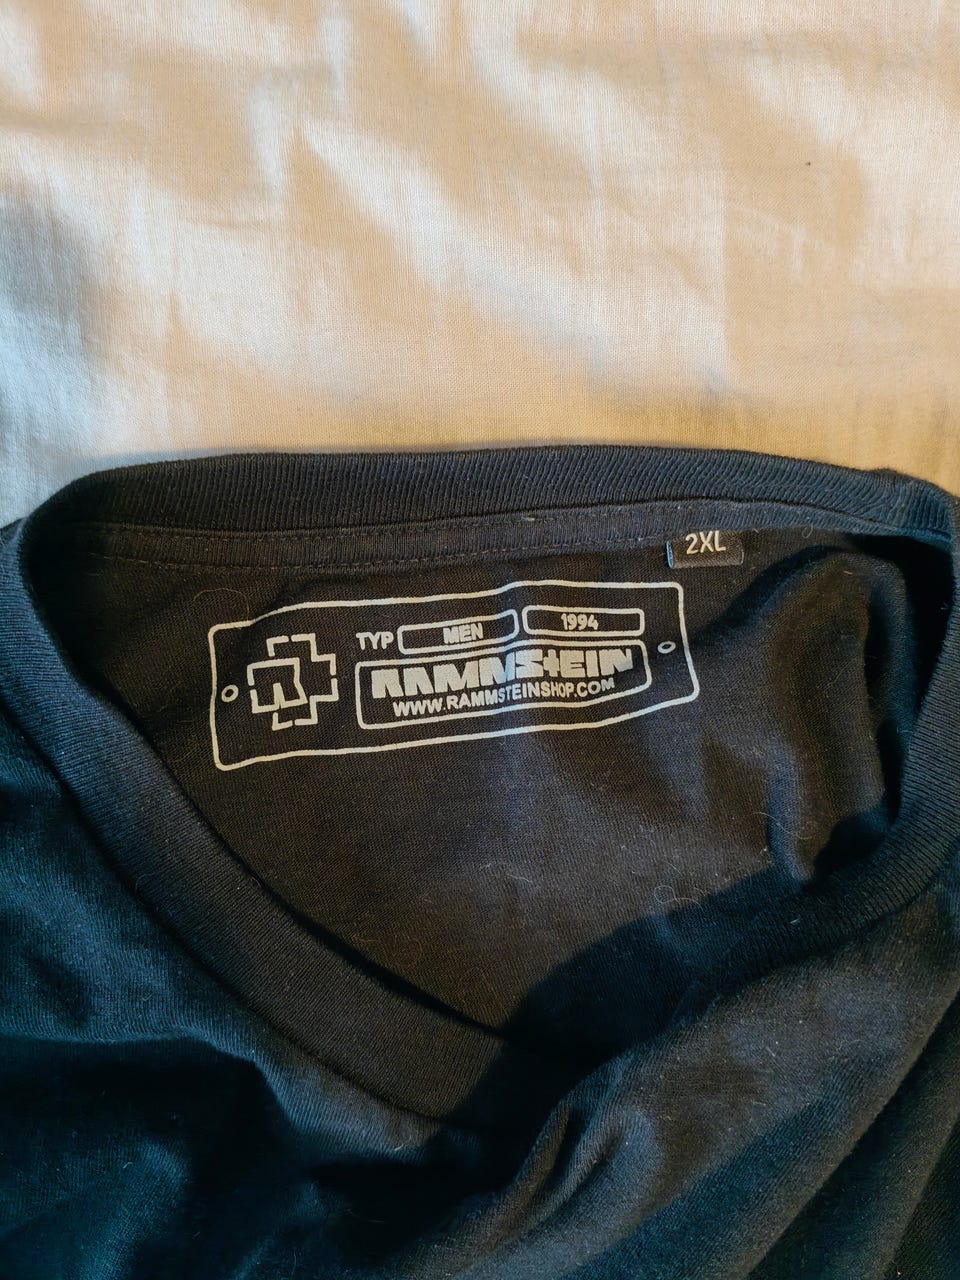 2XL
TYP MEN 1994
RAMMSTEIN
WWW.RAMMSTEINSHOP.COM